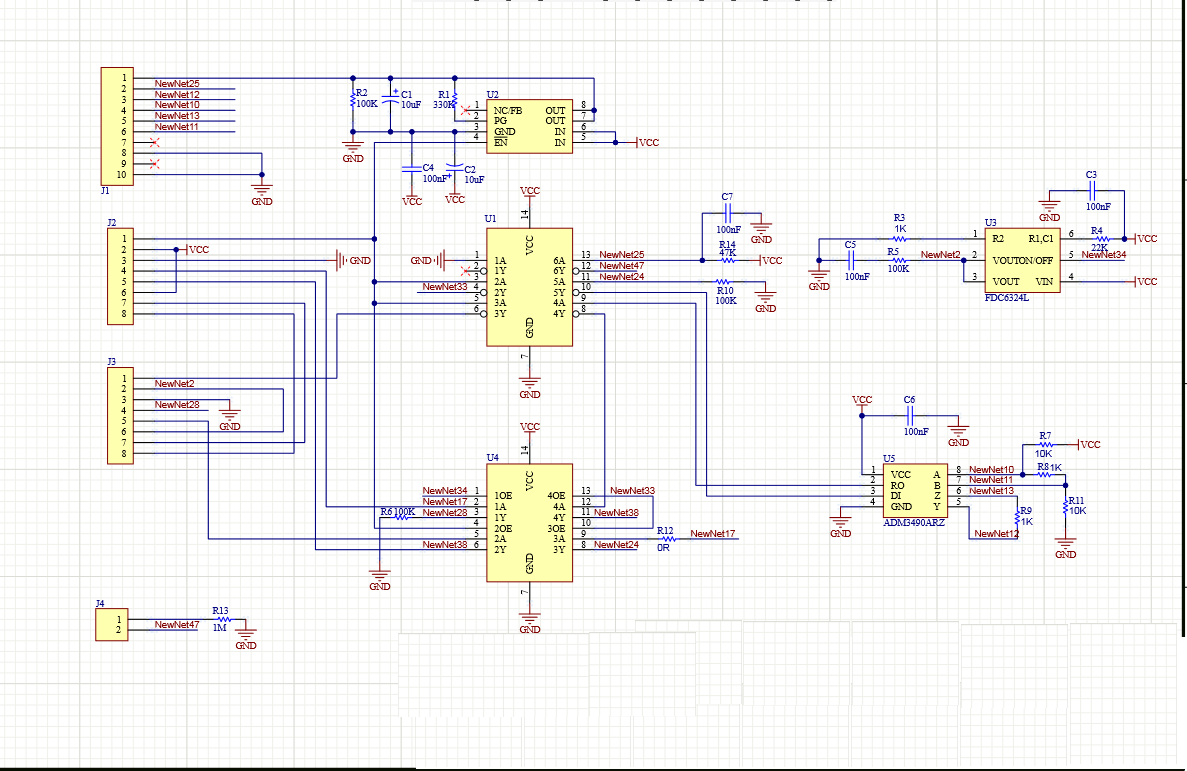 J1
1
2
3
4
5
6
7
8
9
10
NewNet25
NewNet12
NewNet10
NewNet13
NewNet11
GND
R2
100K
C1
10uF
R1
330K
GND
U2
NC/FB
PG
GND
EN
OUT
OUT
IN
IN
1
2
3
4
8
7
6
5
VCC
C4
100nF
VCC
C2
10uF
VCC
J2
1
2
3
4
5
6
7
8
VCC
GND
U1
VCC
14
VCC
GND
1A
1Y
2A
2Y
3A
3Y
6A
6Y
5A
5Y
4A
4Y
1
2
3
4
5
6
13
12
11
10
9
8
NewNet33
NewNet25
NewNet47
NewNet24
GND
7
GND
C7
100nF
GND
R14
47K
VCC
R10
100K
GND
C3
100nF
GND
U3
R2
VOUT
VOUT
R1,C1
ON/OFF
VIN
1
2
3
6
5
4
FDC6324L
R3
1K
C5
100nF
R5
100K
NewNet2
GND
R4
22K
VCC
NewNet34
VCC
J3
1
2
3
4
5
6
7
8
NewNet2
NewNet28
GND
U4
VCC
14
VCC
1OE
1A
1Y
2OE
2A
2Y
4OE
4A
4Y
3OE
3A
3Y
1
2
3
4
5
6
13
12
11
10
9
8
NewNet34
NewNet17
NewNet28
NewNet38
R6
100K
GND
NewNet33
NewNet38
NewNet24
R12
0R
NewNet17
GND
7
GND
VCC
C6
100nF
GND
U5
VCC
RO
DI
GND
A
B
Z
Y
1
2
3
4
8
7
6
5
ADM3490ARZ
GND
NewNet10
NewNet11
NewNet13
NewNet12
R7
10K
VCC
R8
1K
R9
1K
R11
10K
GND
J4
1
2
NewNet47
R13
1M
GND